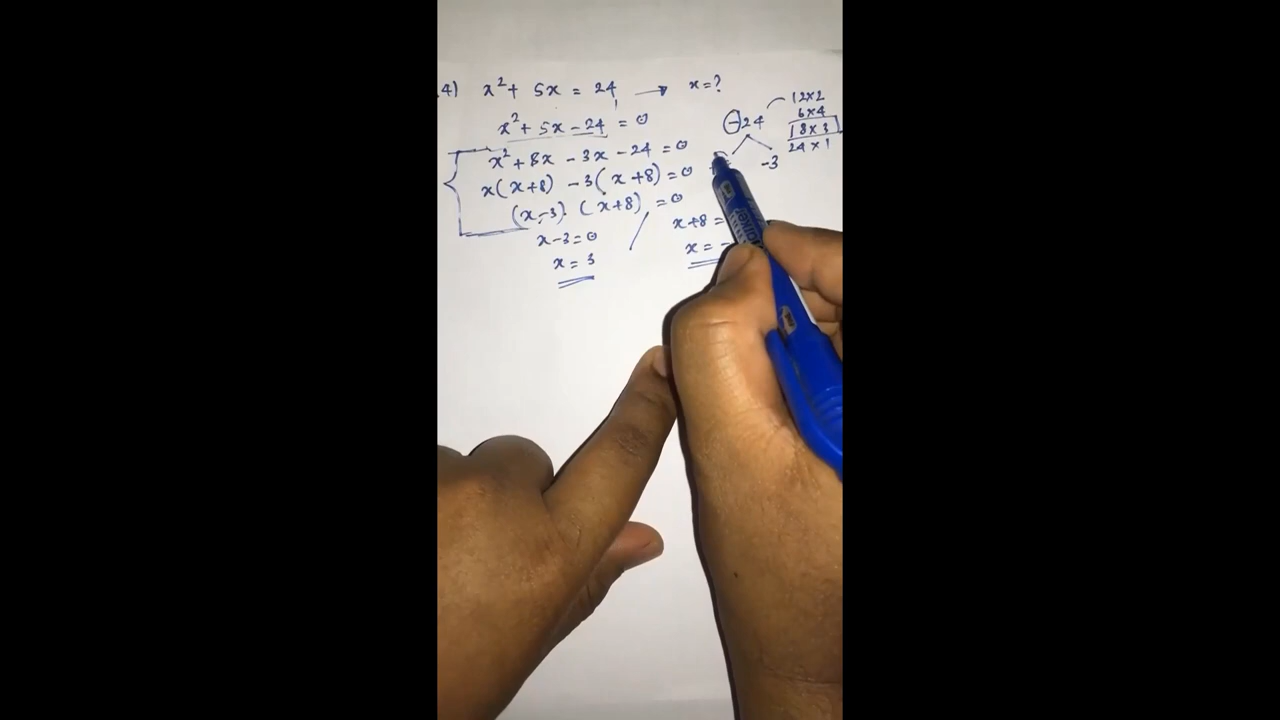 4) x² + 5x = 24 → x = ?
x² + 5x - 24 = 0
x² + 8x - 3x - 24 = 0
x(x+8) - 3(x+8) = 0
(x-3) · (x+8) = 0
x-3=0
x = 3
x+8 =
x = -
-24
-3
12×2
6×4
8×3
24×1